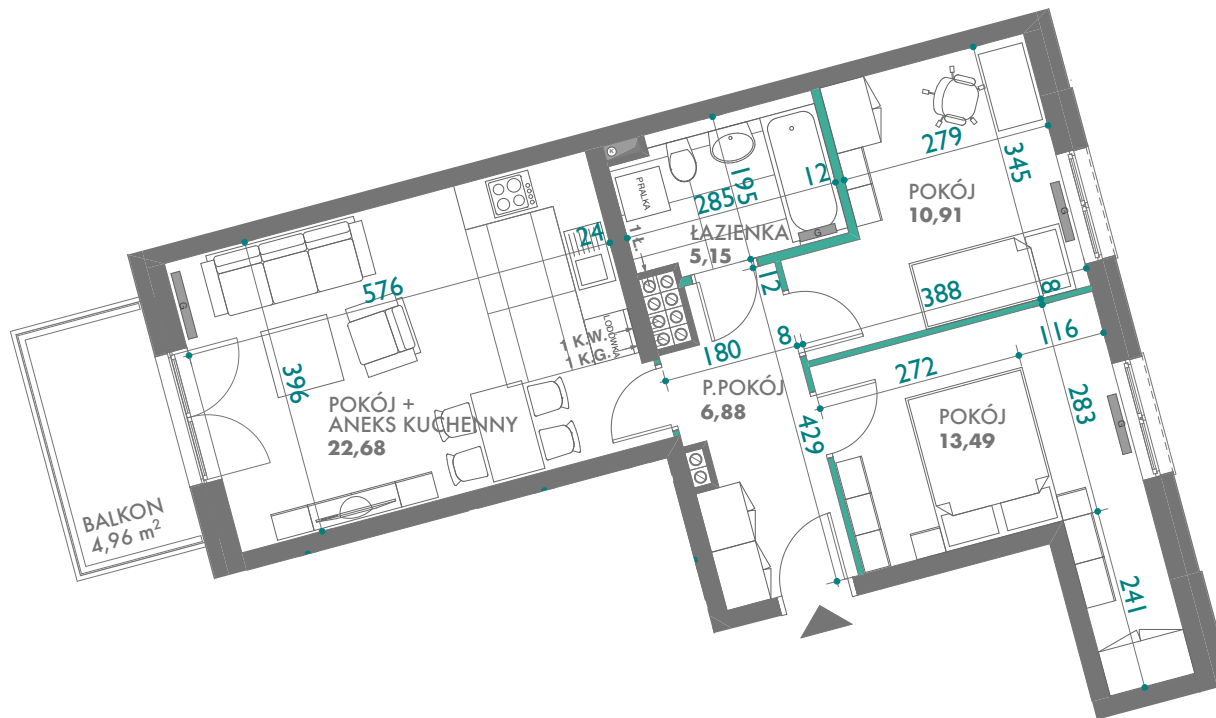 BALKON
4,96 m²
POKÓJ +
ANEKS KUCHENNY
22,68
576
396
G
24
LODÓWKA
1 K.W.
1 K.G.
1 Ł.
K
PRALKA
285
195
12
ŁAZIENKA
5,15
G
12
180
8
P.POKÓJ
6,88
429
279
345
POKÓJ
10,91
G
388
8
116
272
POKÓJ
13,49
283
G
241